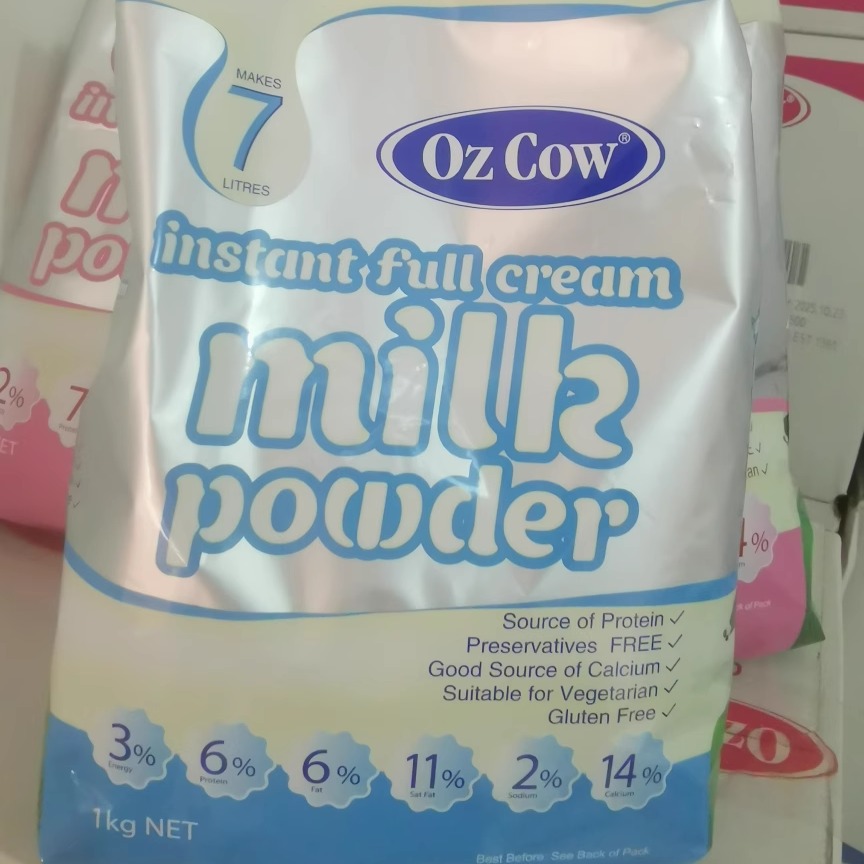 MAKES
7
LITRES
Oz Cow®
instant full cream
milk
powder
Source of Protein ✓
Preservatives FREE ✓
Good Source of Calcium ✓
Suitable for Vegetarian ✓
Gluten Free ✓
3%
Energy
6%
Protein
6%
Fat
11%
Sat Fat
2%
Sodium
14%
Calcium
1kg NET
Best Before: See Back of Pack